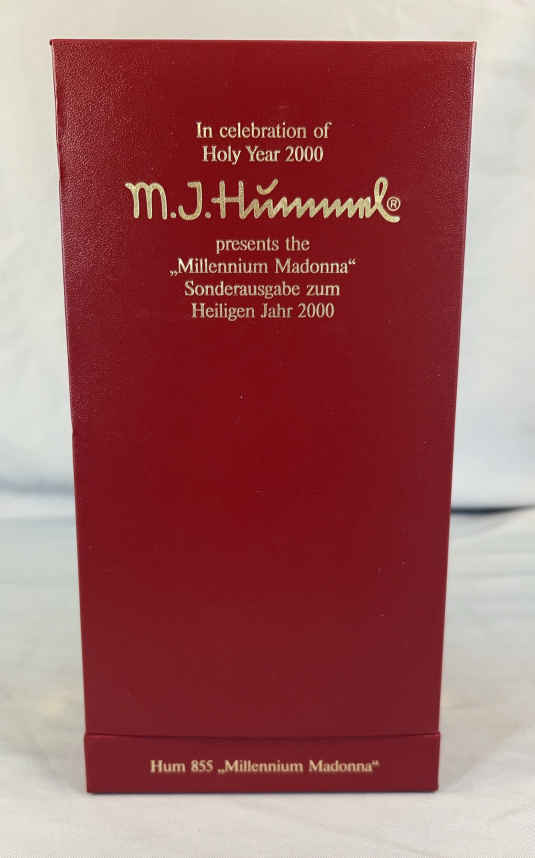 In celebration of
Holy Year 2000
M.J.Hummel®
presents the
„Millennium Madonna“
Sonderausgabe zum
Heiligen Jahr 2000
Hum 855 „Millennium Madonna“